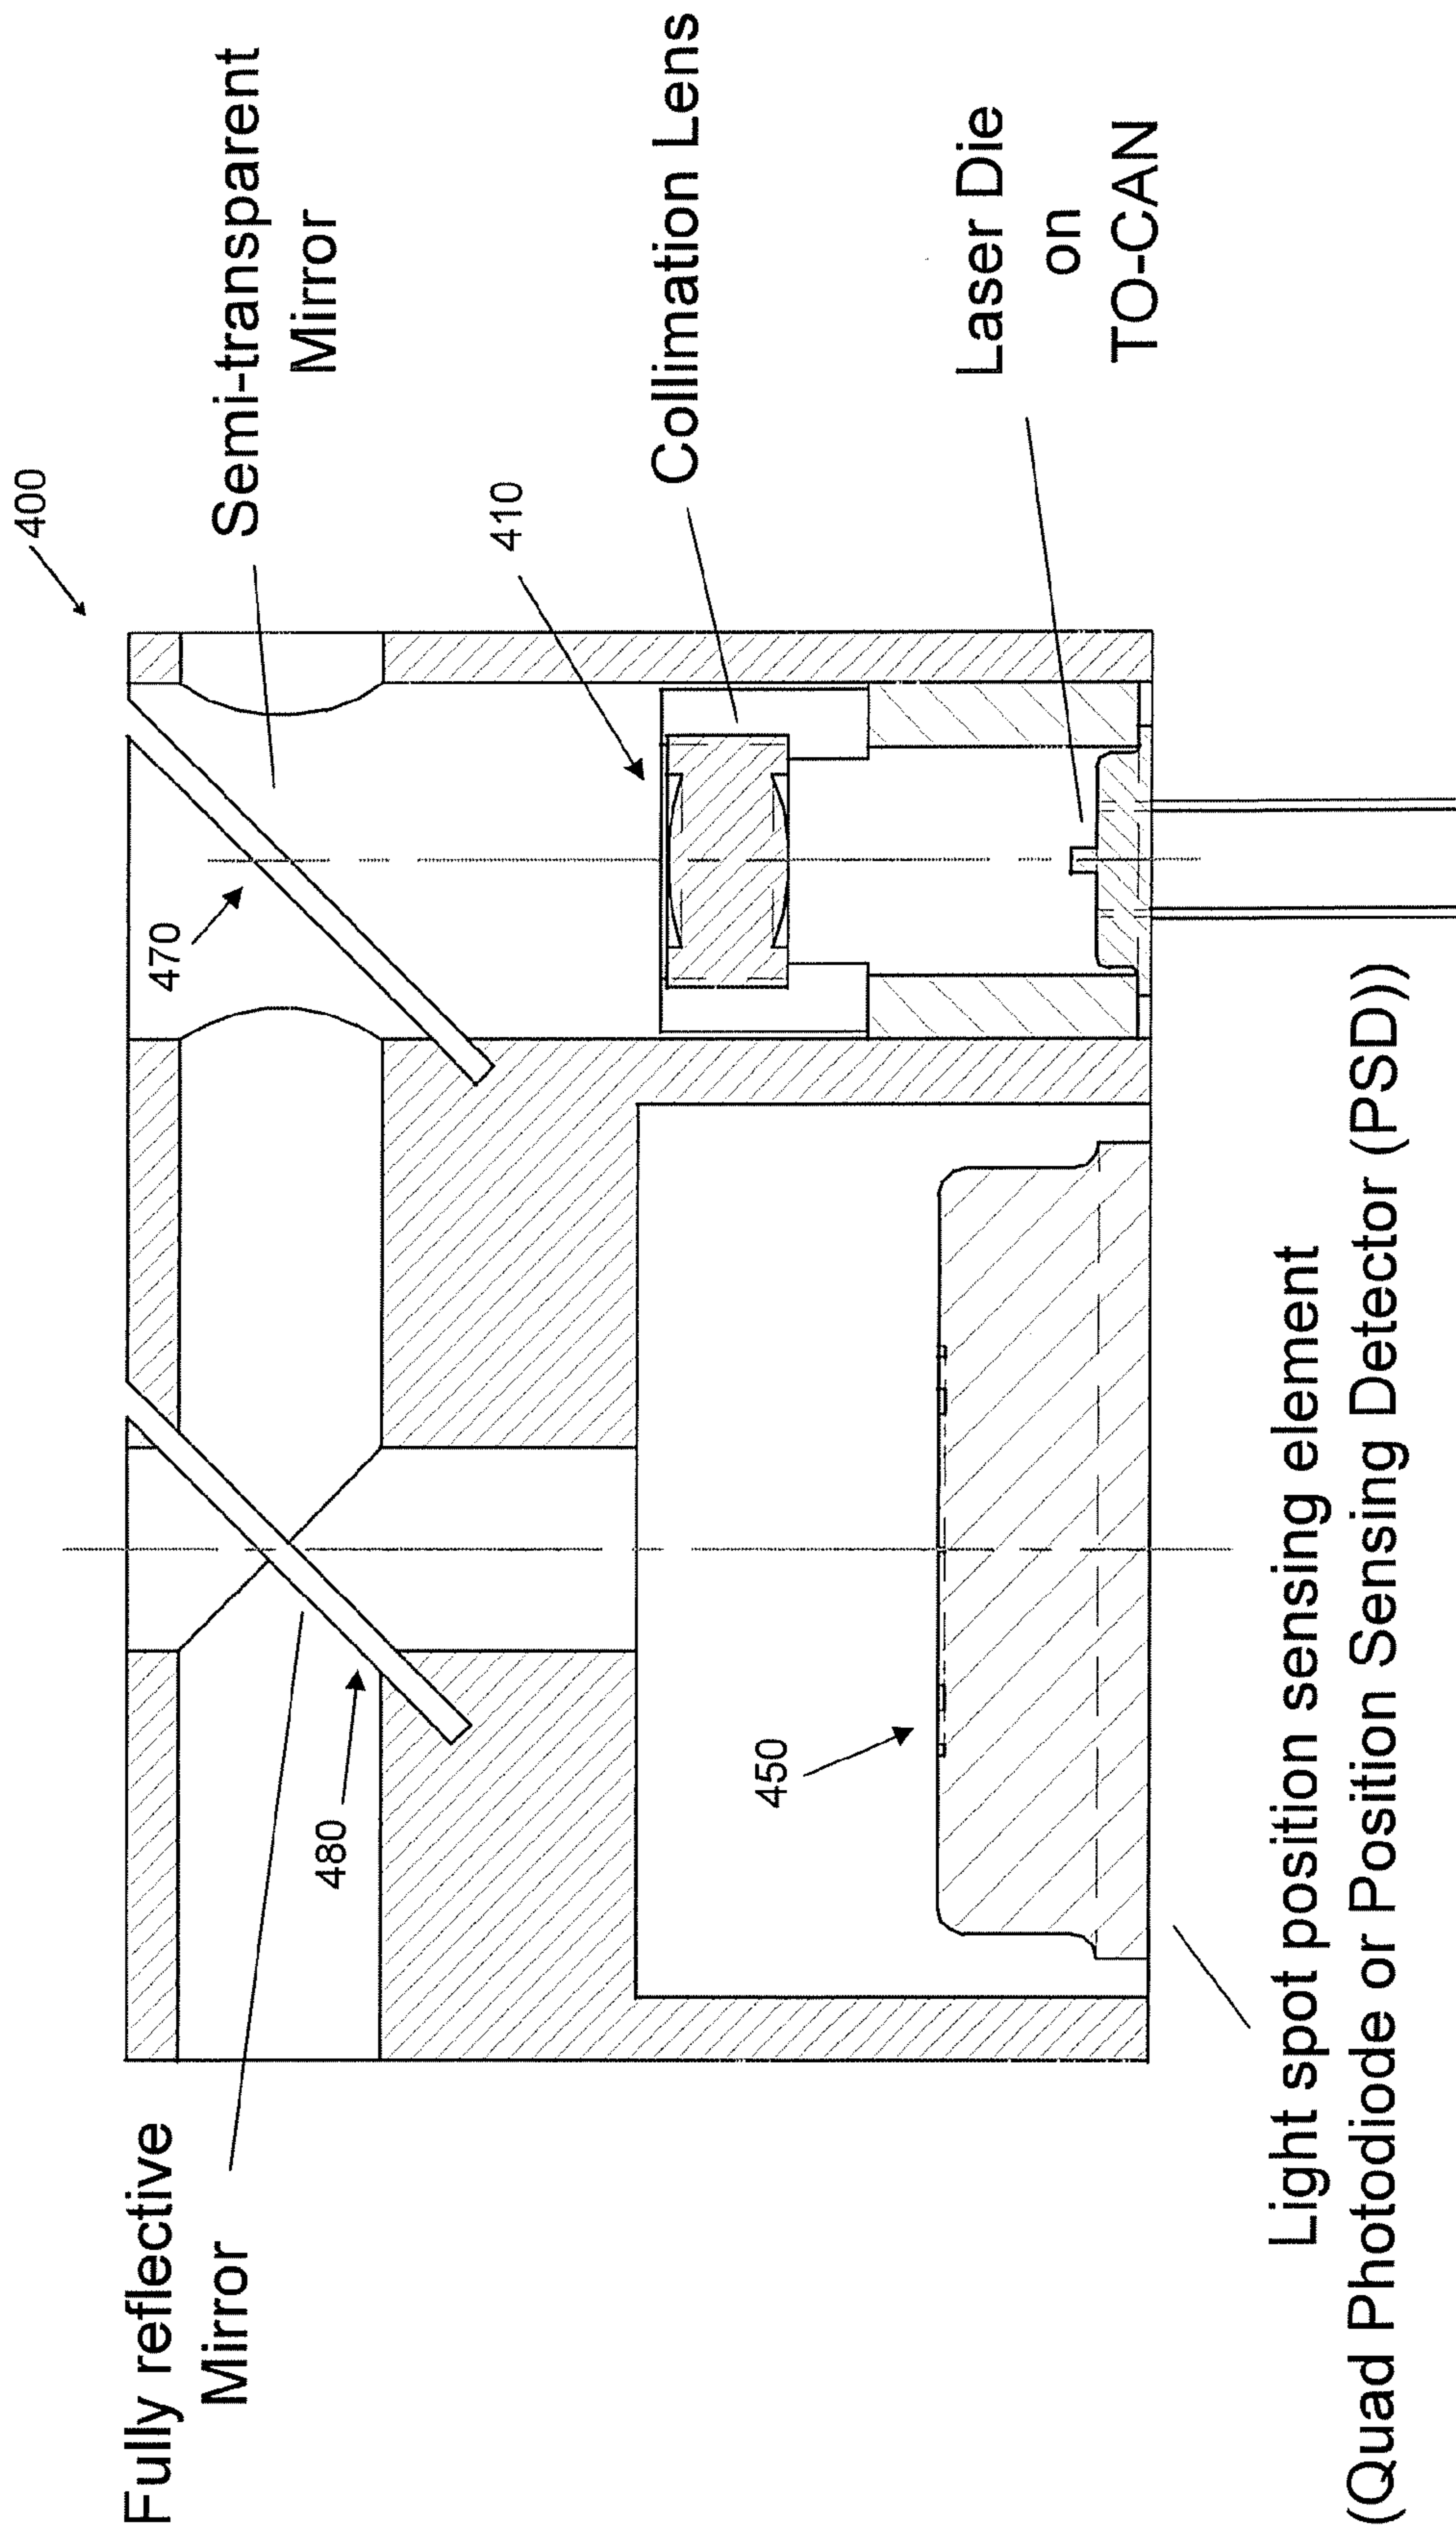 400
Semi-transparent
Mirror
470
410
Collimation Lens
Laser Die
on
TO-CAN
Fully reflective
Mirror
480
450
Light spot position sensing element
(Quad Photodiode or Position Sensing Detector (PSD))